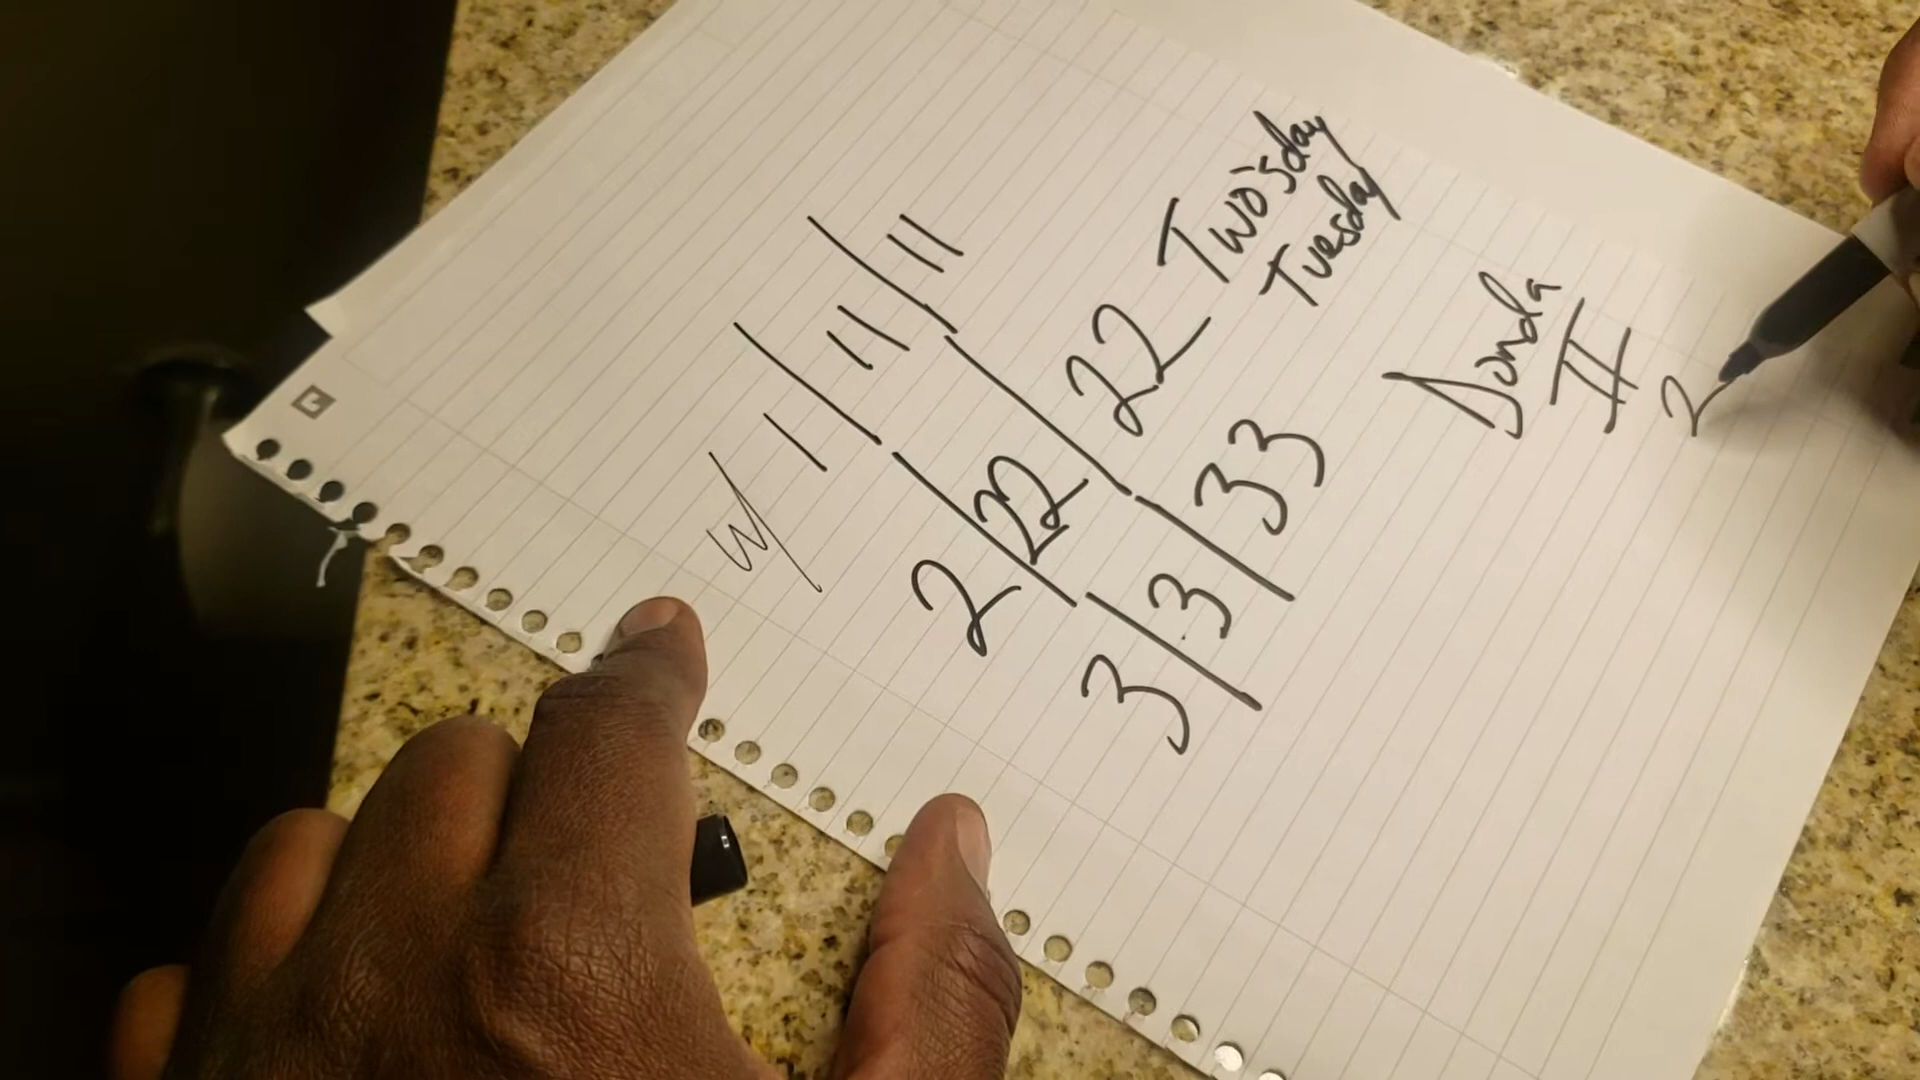 w/ 1/11/11
2/22/22 Two'sday
Tuesday
3/3/33
Donda
II
2